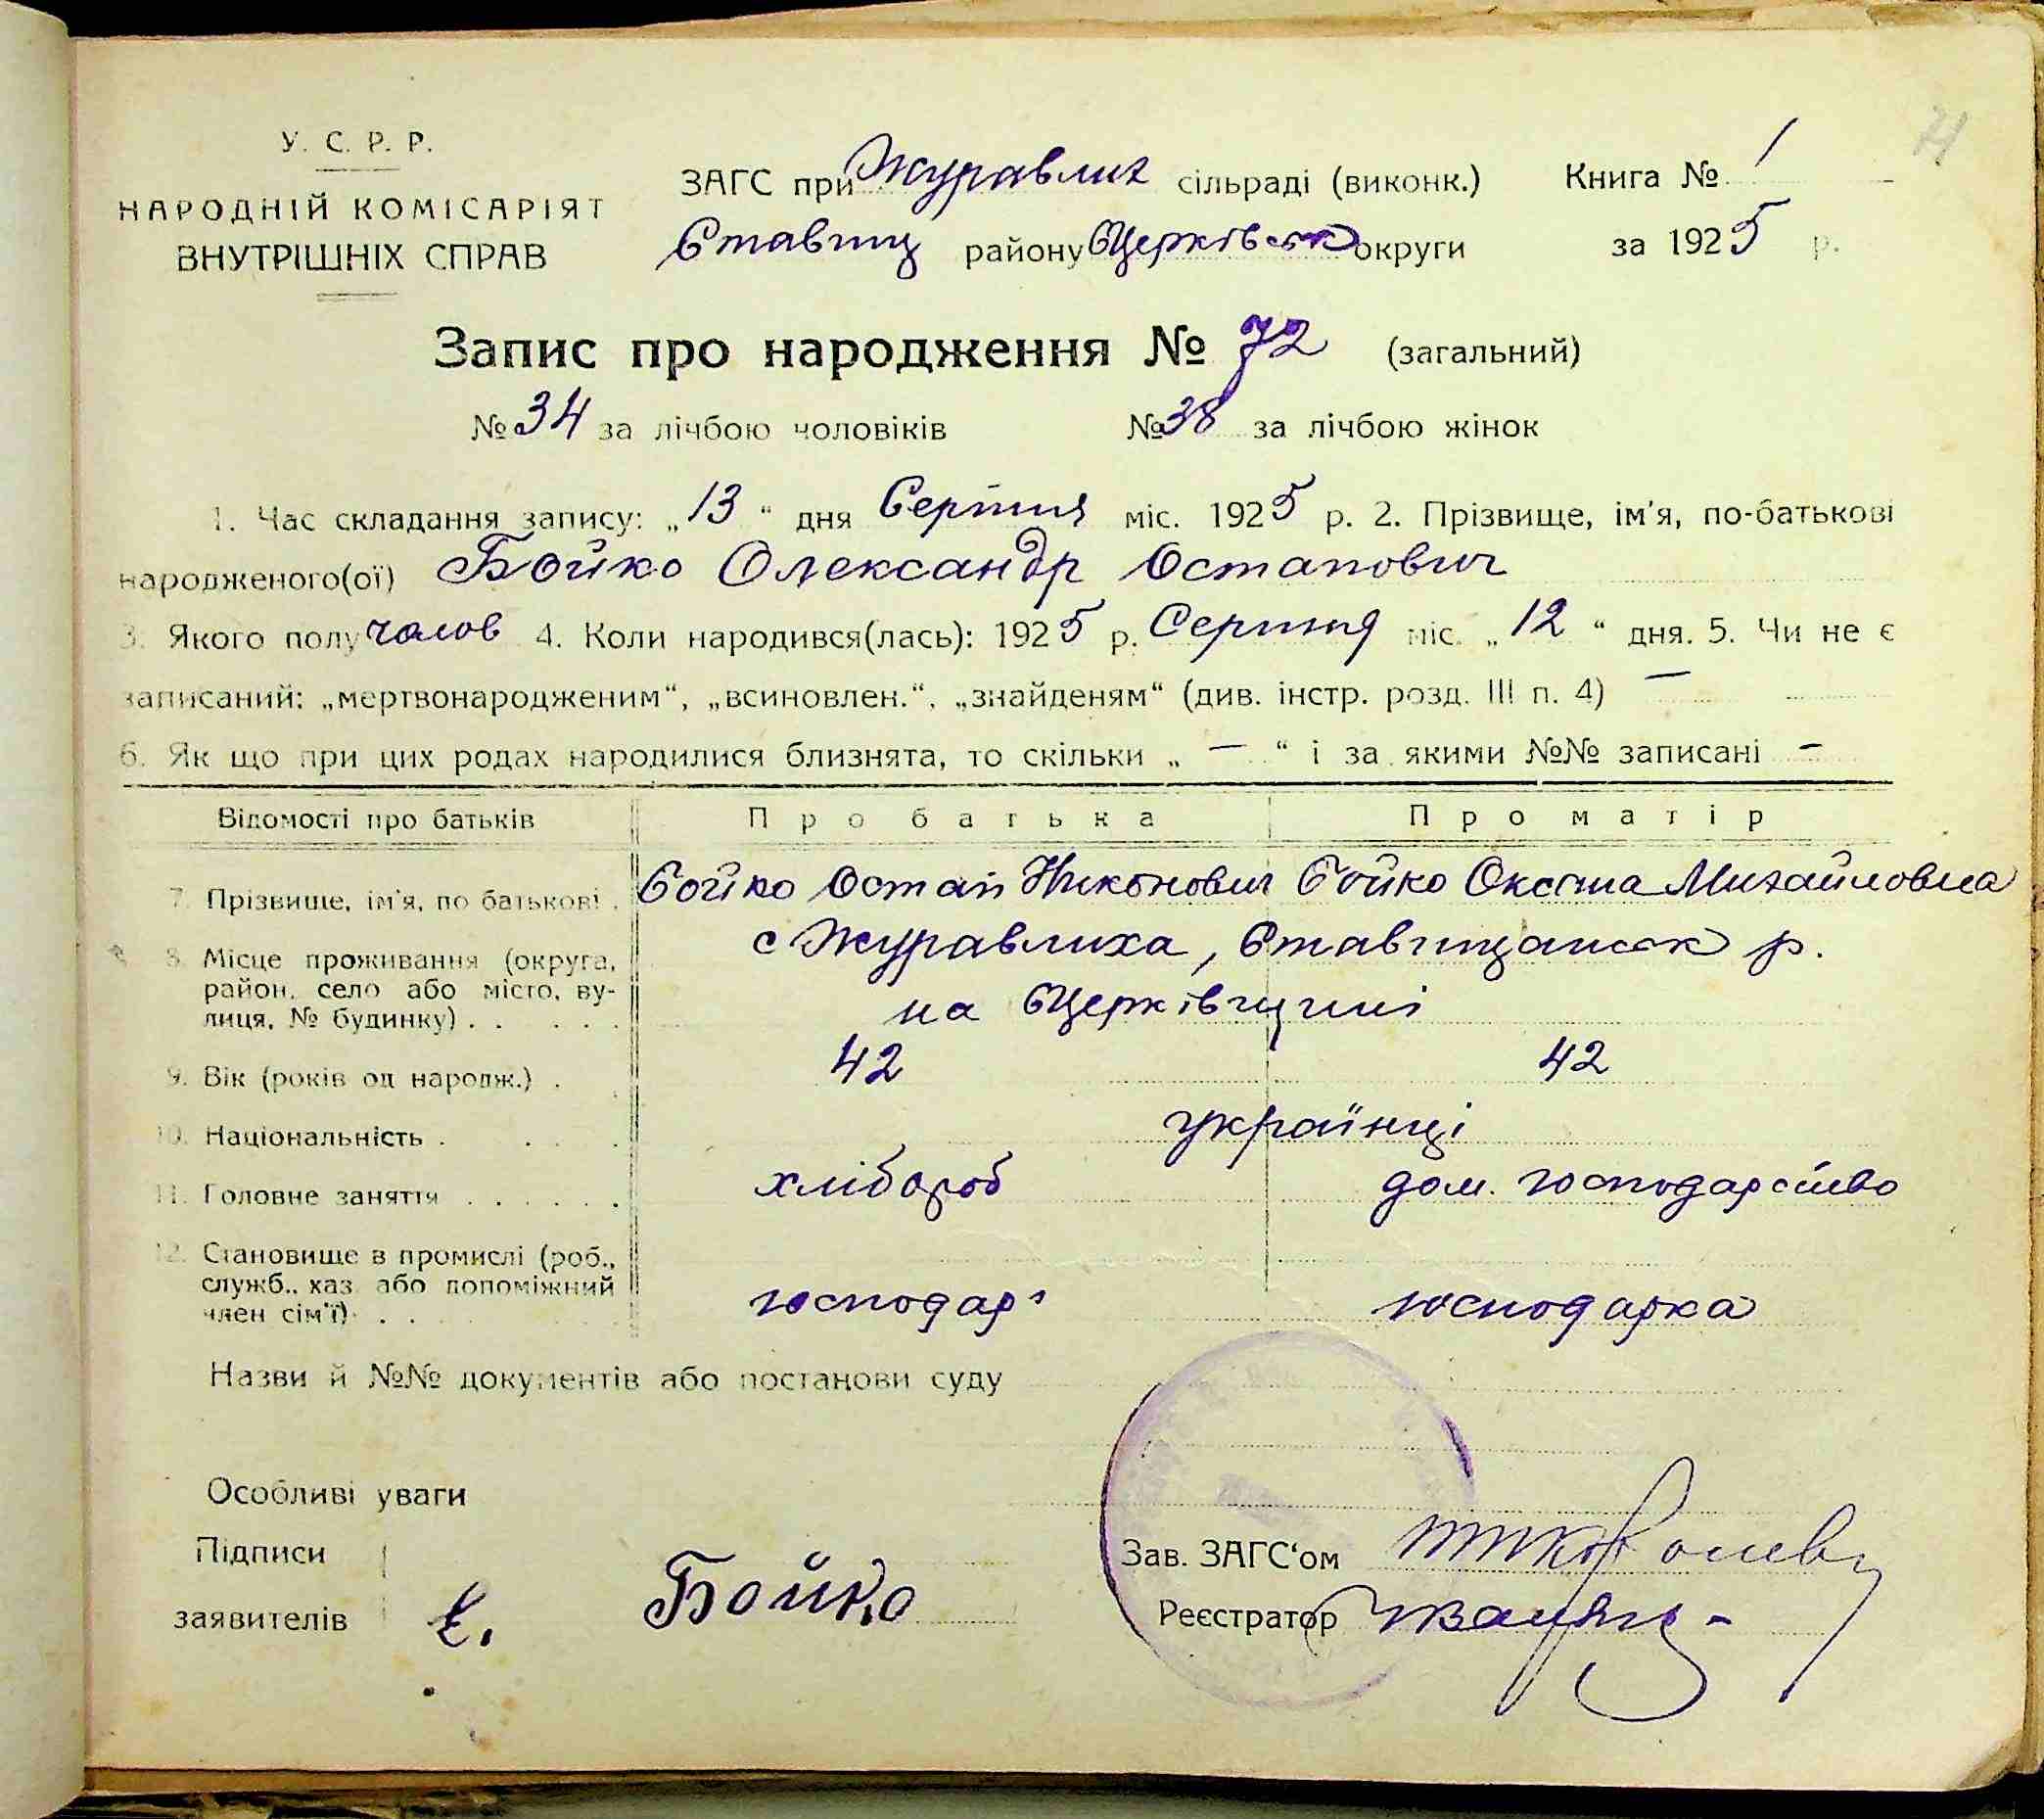 У. С. Р. Р.
НАРОДНІЙ КОМІСАРІЯТ
ВНУТРІШНІХ СПРАВ
ЗАГС при Журавлих сільраді (виконк.)
Книга № 1
Ставищ району БЦерківської округи
за 1925 р.
Запис про народження № 72 (загальний)
№ 34 за лічбою чоловіків № 38 за лічбою жінок
1. Час складання запису: „13“ дня Серпня міс. 1925 р. 2. Прізвище, ім'я, по-батькові
народженого(ої) Бойко Олександр Остапович
3. Якого полу чолов 4. Коли народився(лась): 1925 р. Серпня міс. „12“ дня. 5. Чи не є
записаний: „мертвонародженим“, „всиновлен.“, „знайденям“ (див. інстр. розд. III п. 4) —
6. Як що при цих родах народилися близнята, то скільки „ — “ і за якими №№ записані -
Відомості про батьків Про батька Про матір
7. Прізвище, ім'я, по батькові. Бойко Остап Никонович Бойко Оксана Михайловна
8. Місце проживання (округа, с Журавлиха, Ставищанськ р.
район, село або місто, ву-
лиця, № будинку) . . . . . на БЦерківщині
9. Вік (років од народж.) . 42 42
10. Національність . . . . українці
11. Головне заняття . . . . . . хлібороб дом. господарство
12. Становище в промислі (роб.,
служб., хаз. або допоміжний
член сім'ї) . . господар господарка
Назви й №№ документів або постанови суду
Особливі уваги
Підписи
заявителів
Бойко
Зав. ЗАГС'ом
Реєстратор